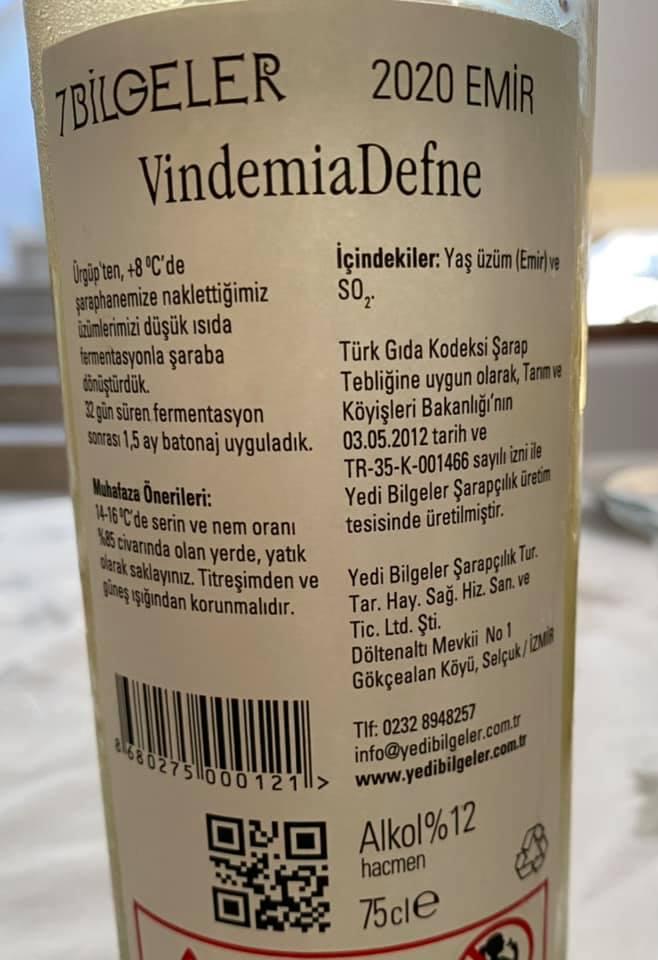 7BİLGELER
2020 EMİR
VindemiaDefne
Ürgüp'ten, +8 ºC'de
şaraphanemize naklettiğimiz
üzümlerimizi düşük ısıda
fermentasyonla şaraba
dönüştürdük.
32 gün süren fermentasyon
sonrası 1,5 ay batonaj uyguladık.
Muhafaza Önerileri:
14-16 ºC'de serin ve nem oranı
%85 civarında olan yerde, yatık
olarak saklayınız. Titreşimden ve
güneş ışığından korunmalıdır.
8680275000121>
İçindekiler: Yaş üzüm (Emir) ve
SO₂.
Türk Gıda Kodeksi Şarap
Tebliğine uygun olarak, Tarım ve
Köyişleri Bakanlığı'nın
03.05.2012 tarih ve
TR-35-K-001466 sayılı izni ile
Yedi Bilgeler Şarapçılık üretim
tesisinde üretilmiştir.
Yedi Bilgeler Şarapçılık Tur.
Tar. Hay. Sağ. Hiz. San. ve
Tic. Ltd. Şti.
Döltenaltı Mevkii No 1
Gökçealan Köyü, Selçuk / İZMİR
Tlf: 0232 8948257
info@yedibilgeler.com.tr
www.yedibilgeler.com.tr
Alkol%12
hacmen
75cl℮